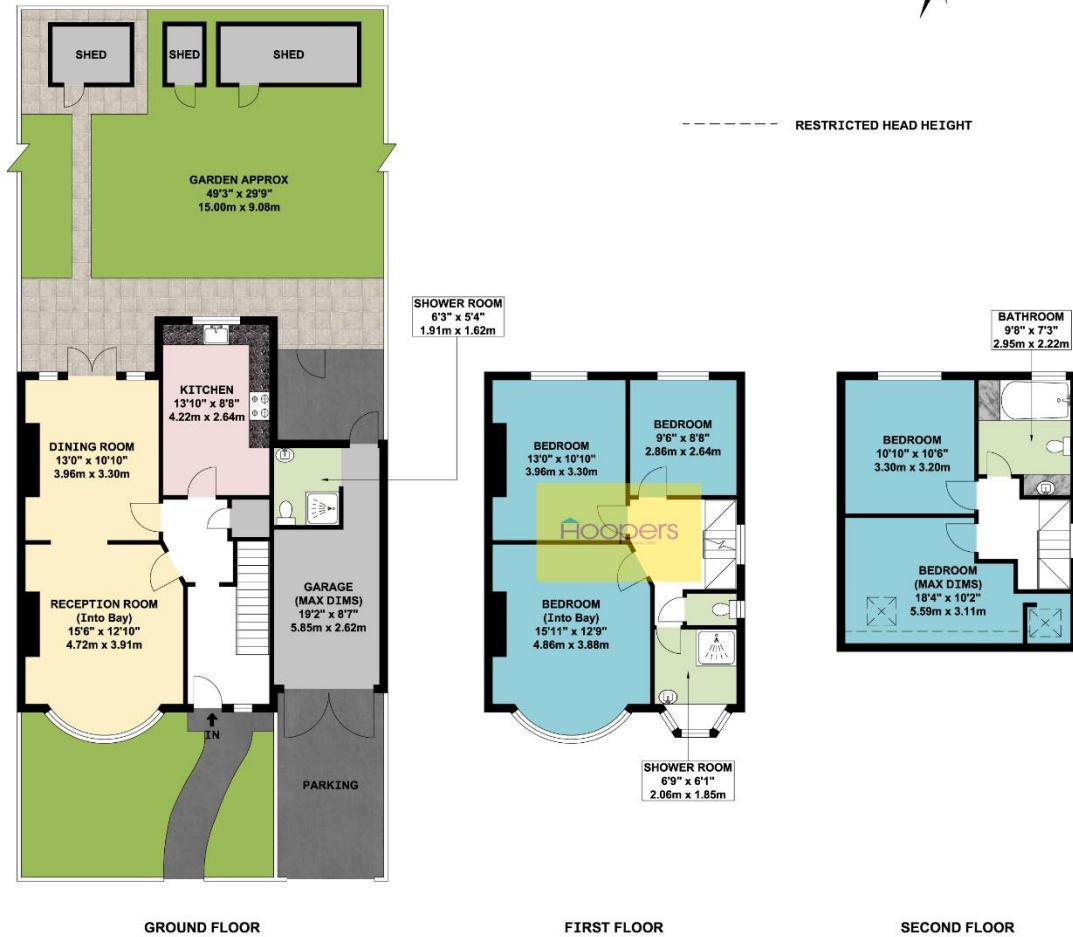 SHED
SHED
SHED
RESTRICTED HEAD HEIGHT
GARDEN APPROX
49'3" x 29'9"
15.00m x 9.08m
SHOWER ROOM
6'3" x 5'4"
1.91m x 1.62m
KITCHEN
13'10" x 8'8"
4.22m x 2.64m
DINING ROOM
13'0" x 10'10"
3.96m x 3.30m
RECEPTION ROOM
(Into Bay)
15'6" x 12'10"
4.72m x 3.91m
GARAGE
(MAX DIMS)
19'2" x 8'7"
5.85m x 2.62m
IN
PARKING
GROUND FLOOR
BEDROOM
13'0" x 10'10"
3.96m x 3.30m
BEDROOM
9'6" x 8'8"
2.86m x 2.64m
Hoopers
BEDROOM
(Into Bay)
15'11" x 12'9"
4.86m x 3.88m
SHOWER ROOM
6'9" x 6'1"
2.06m x 1.85m
FIRST FLOOR
BATHROOM
9'8" x 7'3"
2.95m x 2.22m
BEDROOM
10'10" x 10'6"
3.30m x 3.20m
BEDROOM
(MAX DIMS)
18'4" x 10'2"
5.59m x 3.11m
SECOND FLOOR